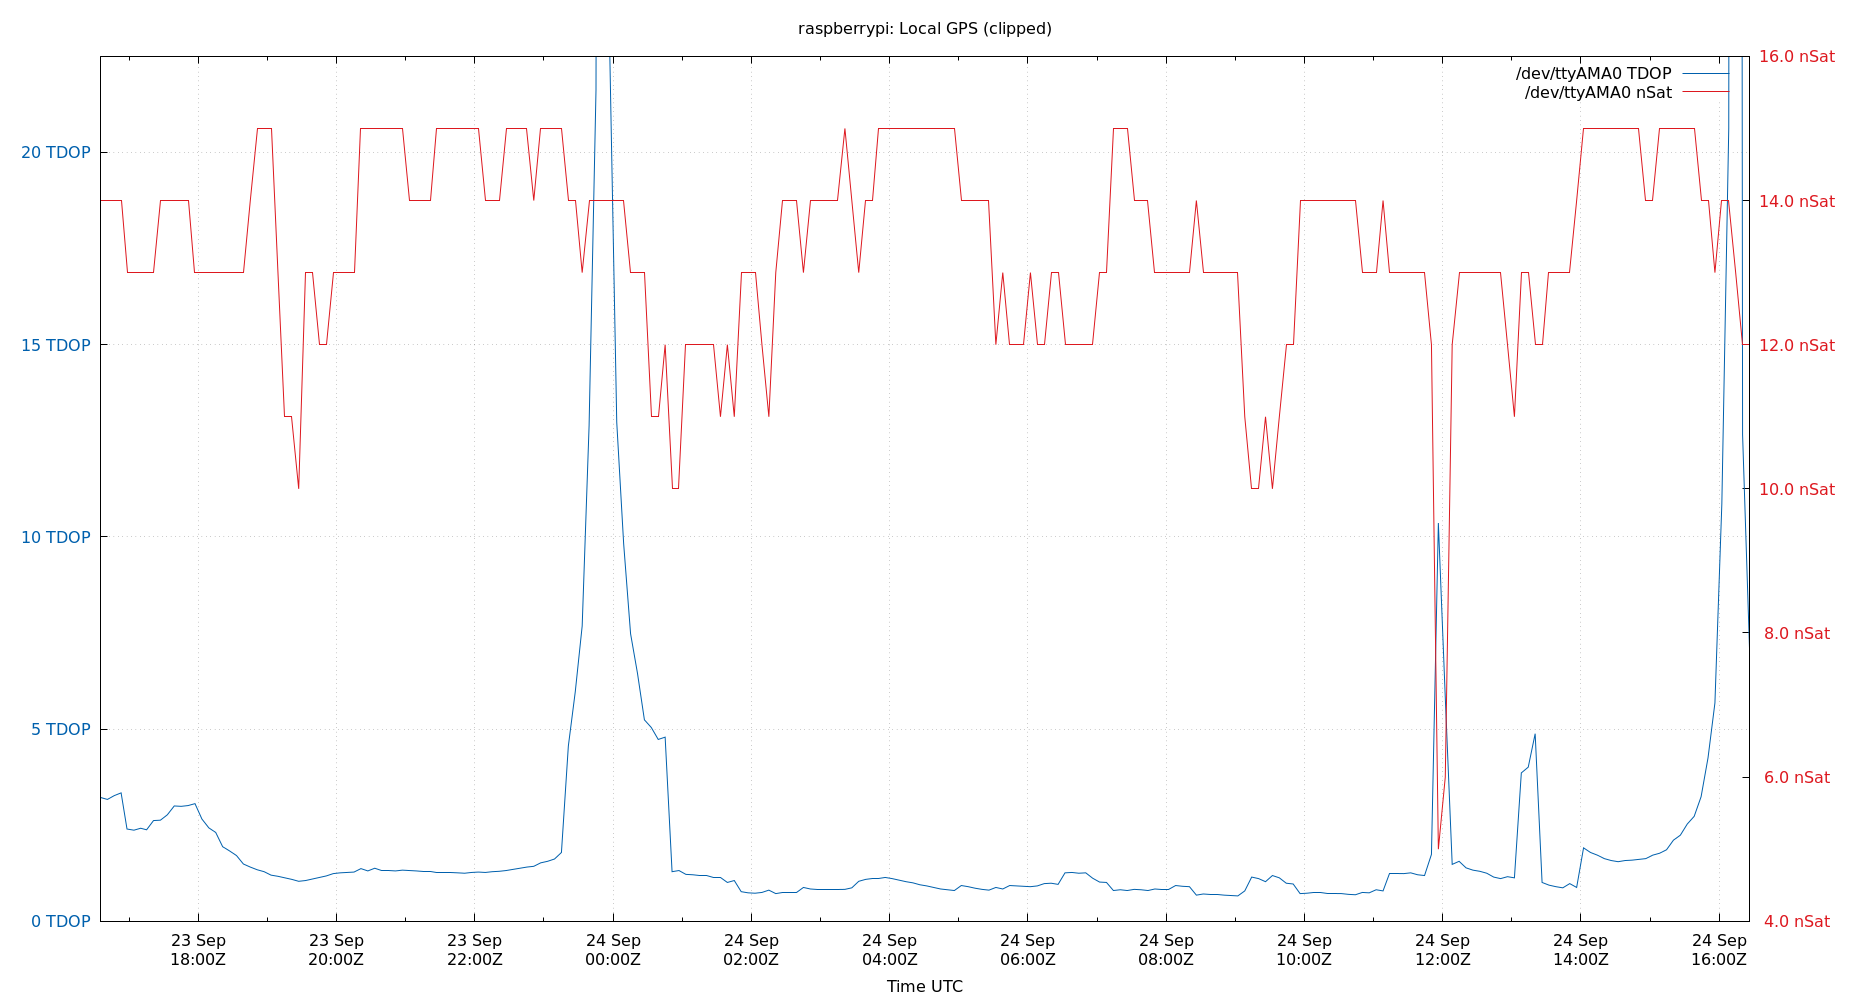 raspberrypi: Local GPS (clipped)
16.0 nSat
/dev/ttyAMA0 TDOP
/dev/ttyAMA0 nSat
20 TDOP
14.0 nSat
15 TDOP
12.0 nSat
10.0 nSat
10 TDOP
8.0 nSat
5 TDOP
6.0 nSat
0 TDOP
4.0 nSat
23 Sep 23 Sep 23 Sep 24 Sep 24 Sep 24 Sep 24 Sep 24 Sep 24 Sep 24 Sep 24 Sep 24 Sep
18:00Z 20:00Z 22:00Z 00:00Z 02:00Z 04:00Z 06:00Z 08:00Z 10:00Z 12:00Z 14:00Z 16:00Z
Time UTC